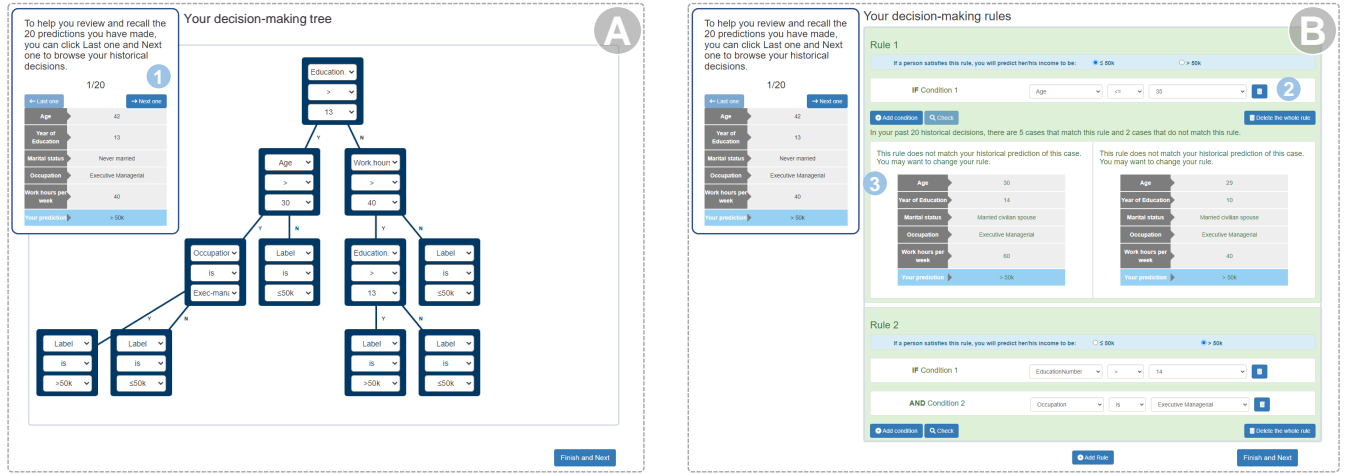 To help you review and recall the
20 predictions you have made,
you can click Last one and Next
one to browse your historical
decisions.
1/20
1
← Last one
→ Next one
Age 42
Year of Education 13
Marital status Never married
Occupation Executive Managerial
Work hours per week 40
Your prediction > 50k
Your decision-making tree
A
Education.
>
13
Y N
Age Work hour
> >
30 40
Y N Y N
Occupation Label Education. Label
is is > is
Exec-mana ≤50k 13 ≤50k
Y N Y N
Label Label Label Label
is is is is
>50k ≤50k >50k ≤50k
Finish and Next
To help you review and recall the
20 predictions you have made,
you can click Last one and Next
one to browse your historical
decisions.
1/20
← Last one
→ Next one
Age 42
Year of Education 13
Marital status Never married
Occupation Executive Managerial
Work hours per week 40
Your prediction > 50k
Your decision-making rules
B
Rule 1
If a person satisfies this rule, you will predict her/his income to be: ≤ 50k > 50k
IF Condition 1 Age <= 35
2
Add condition Check Delete the whole rule
In your past 20 historical decisions, there are 5 cases that match this rule and 2 cases that do not match this rule.
This rule does not match your historical prediction of this case.
You may want to change your rule.
3
Age 30
Year of Education 14
Marital status Married civilian spouse
Occupation Executive Managerial
Work hours per week 60
Your prediction > 50k
This rule does not match your historical prediction of this case.
You may want to change your rule.
Age 29
Year of Education 10
Marital status Married civilian spouse
Occupation Executive Managerial
Work hours per week 40
Your prediction > 50k
Rule 2
If a person satisfies this rule, you will predict her/his income to be: ≤ 50k > 50k
IF Condition 1 EducationNumber > 14
AND Condition 2 Occupation is Executive Managerial
Add condition Check Delete the whole rule
Add Rule
Finish and Next